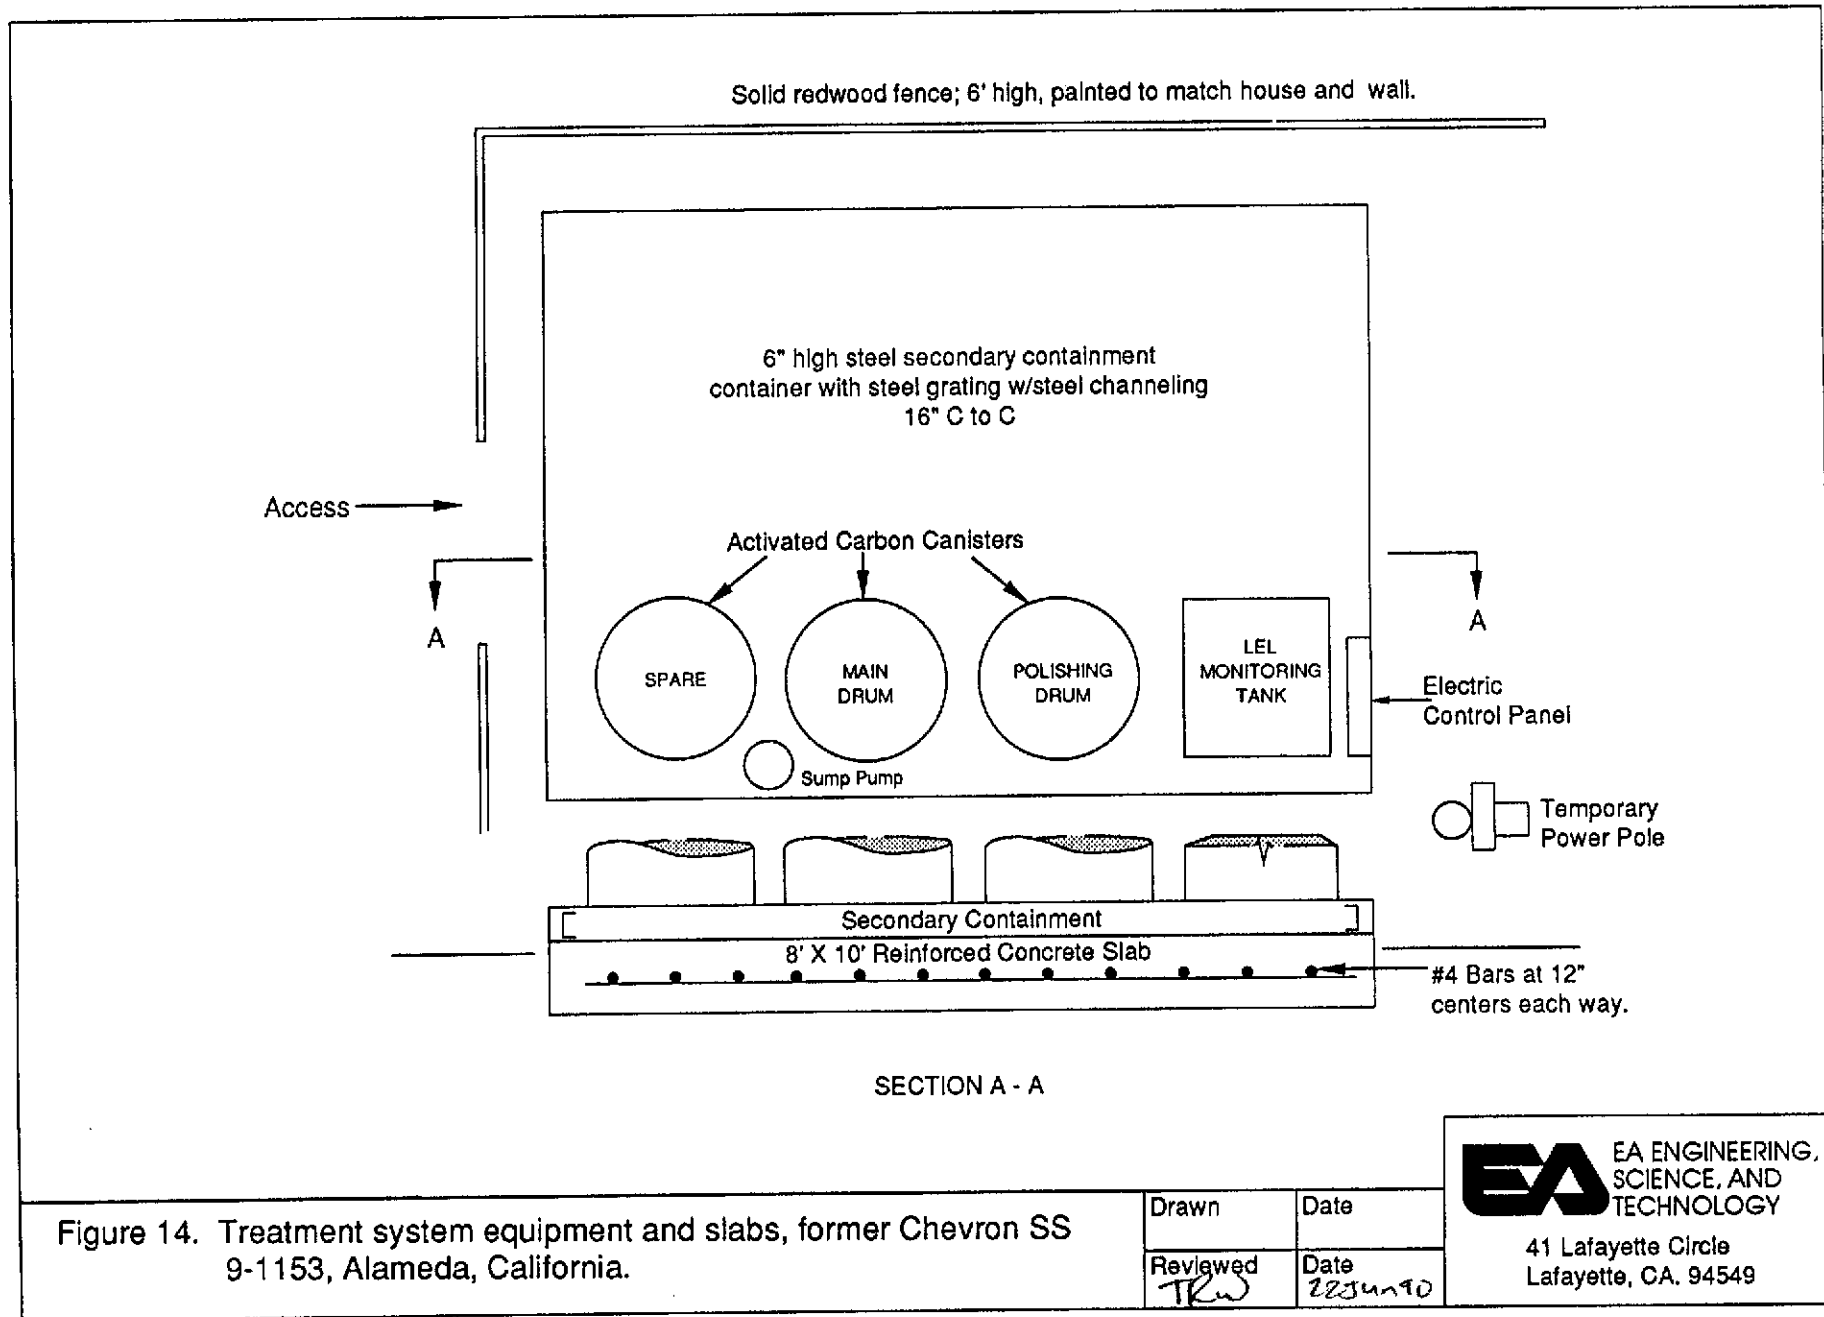 Solid redwood fence; 6' high, painted to match house and wall.
6" high steel secondary containment
container with steel grating w/steel channeling
16" C to C
Access
Activated Carbon Canisters
A
A
SPARE
MAIN
DRUM
POLISHING
DRUM
LEL
MONITORING
TANK
Electric
Control Panel
Sump Pump
Temporary
Power Pole
Secondary Containment
8' X 10' Reinforced Concrete Slab
#4 Bars at 12"
centers each way.
SECTION A - A
Figure 14. Treatment system equipment and slabs, former Chevron SS
9-1153, Alameda, California.
Drawn
Date
Reviewed
TRW
Date
22Jun90
EA
EA ENGINEERING,
SCIENCE, AND
TECHNOLOGY
41 Lafayette Circle
Lafayette, CA. 94549